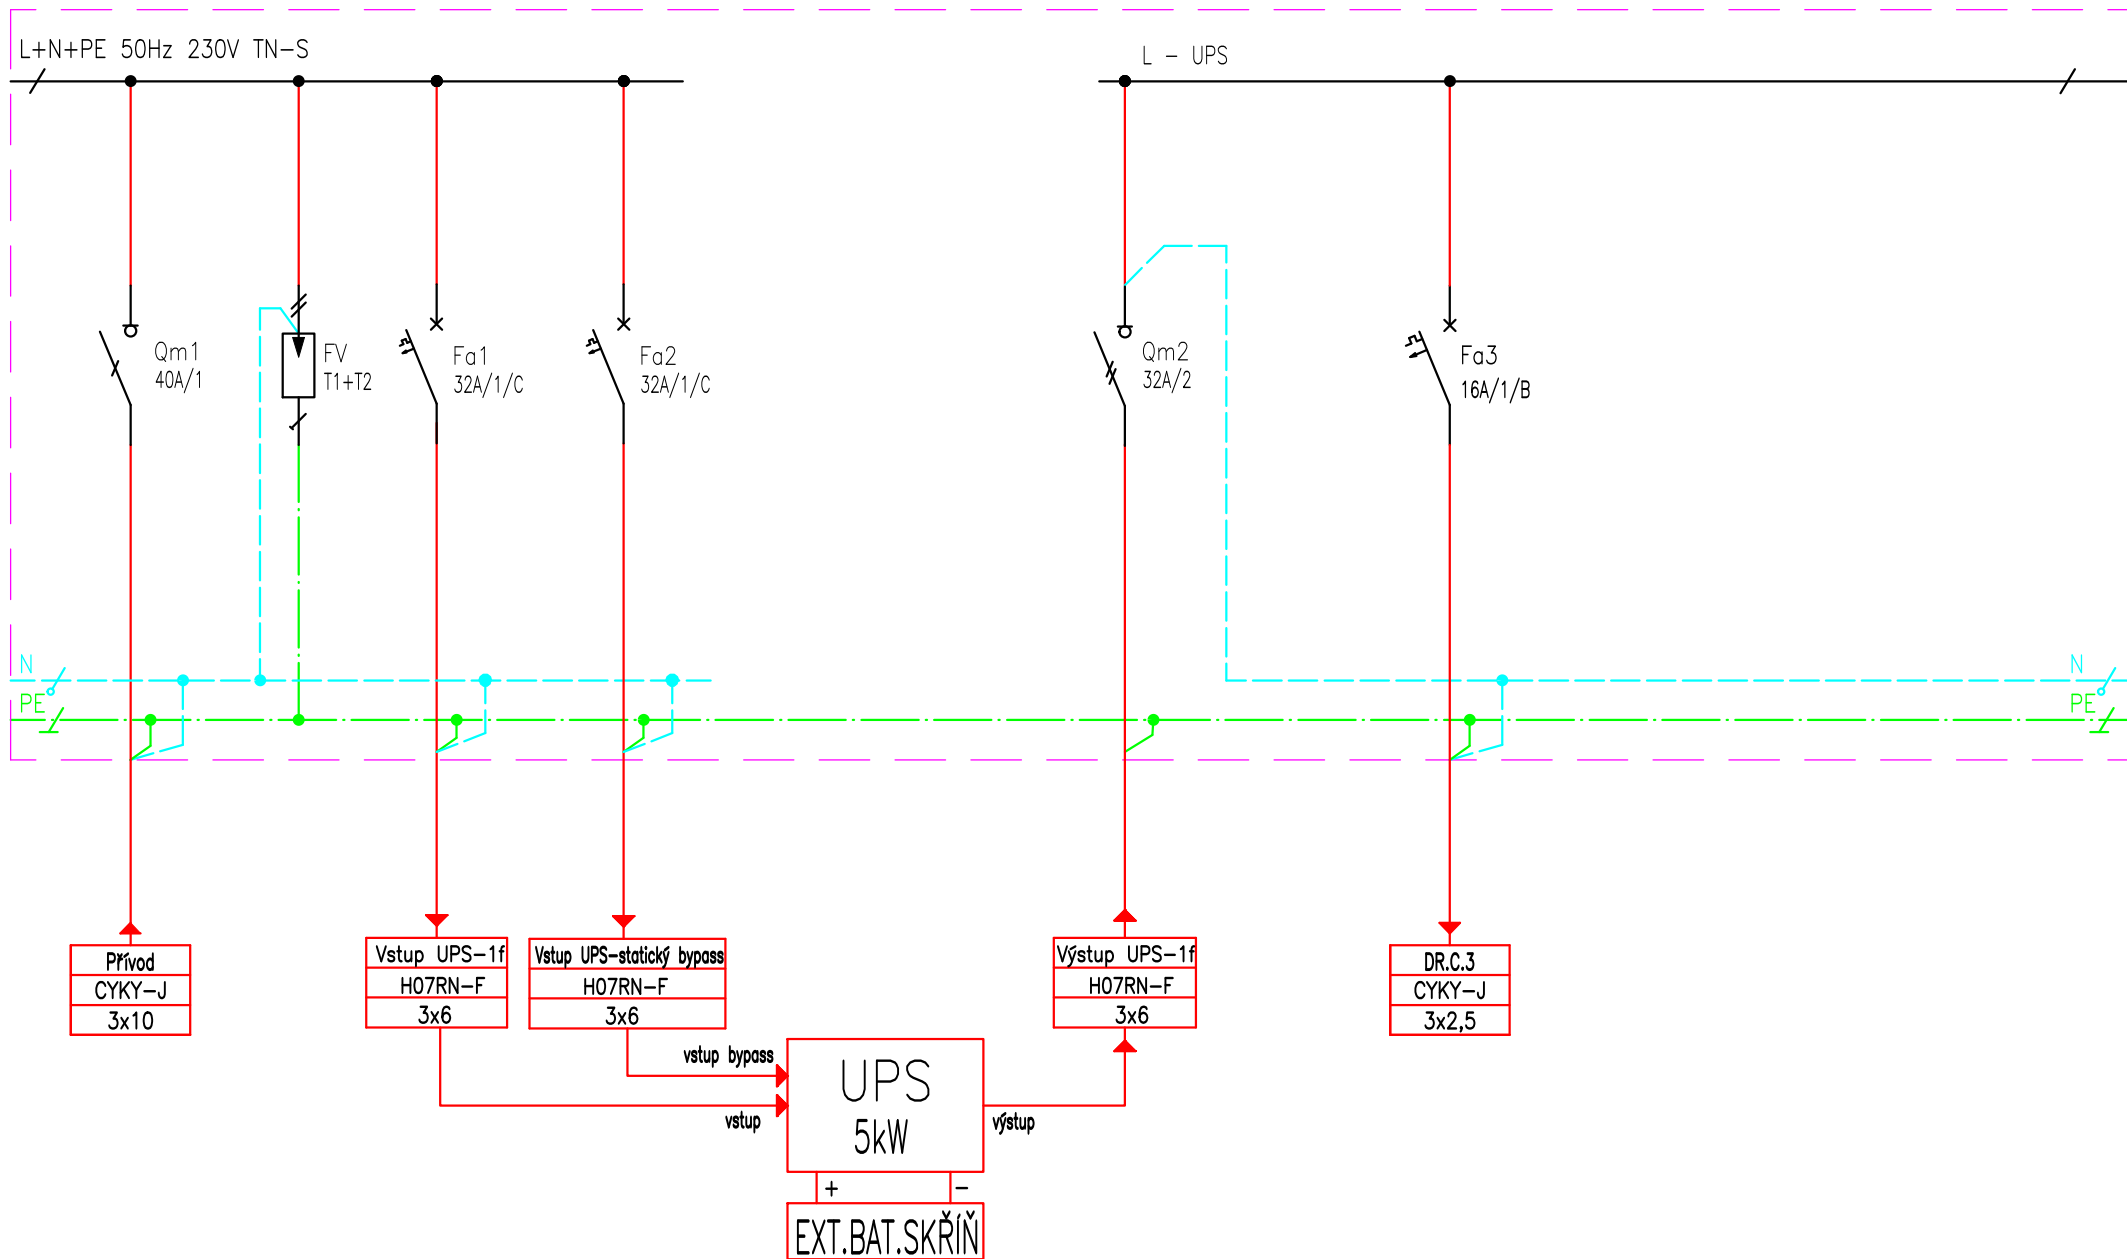 L+N+PE 50Hz 230V TN-S
L - UPS
Qm1
40A/1
FV
T1+T2
Fa1
32A/1/C
Fa2
32A/1/C
Qm2
32A/2
Fa3
16A/1/B
N
PE
N
PE
Přívod
CYKY-J
3x10
Vstup UPS-1f
H07RN-F
3x6
Vstup UPS-statický bypass
H07RN-F
3x6
Výstup UPS-1f
H07RN-F
3x6
DR.C.3
CYKY-J
3x2,5
vstup bypass
vstup
UPS
5kW
výstup
+ -
EXT.BAT.SKŘÍŇ